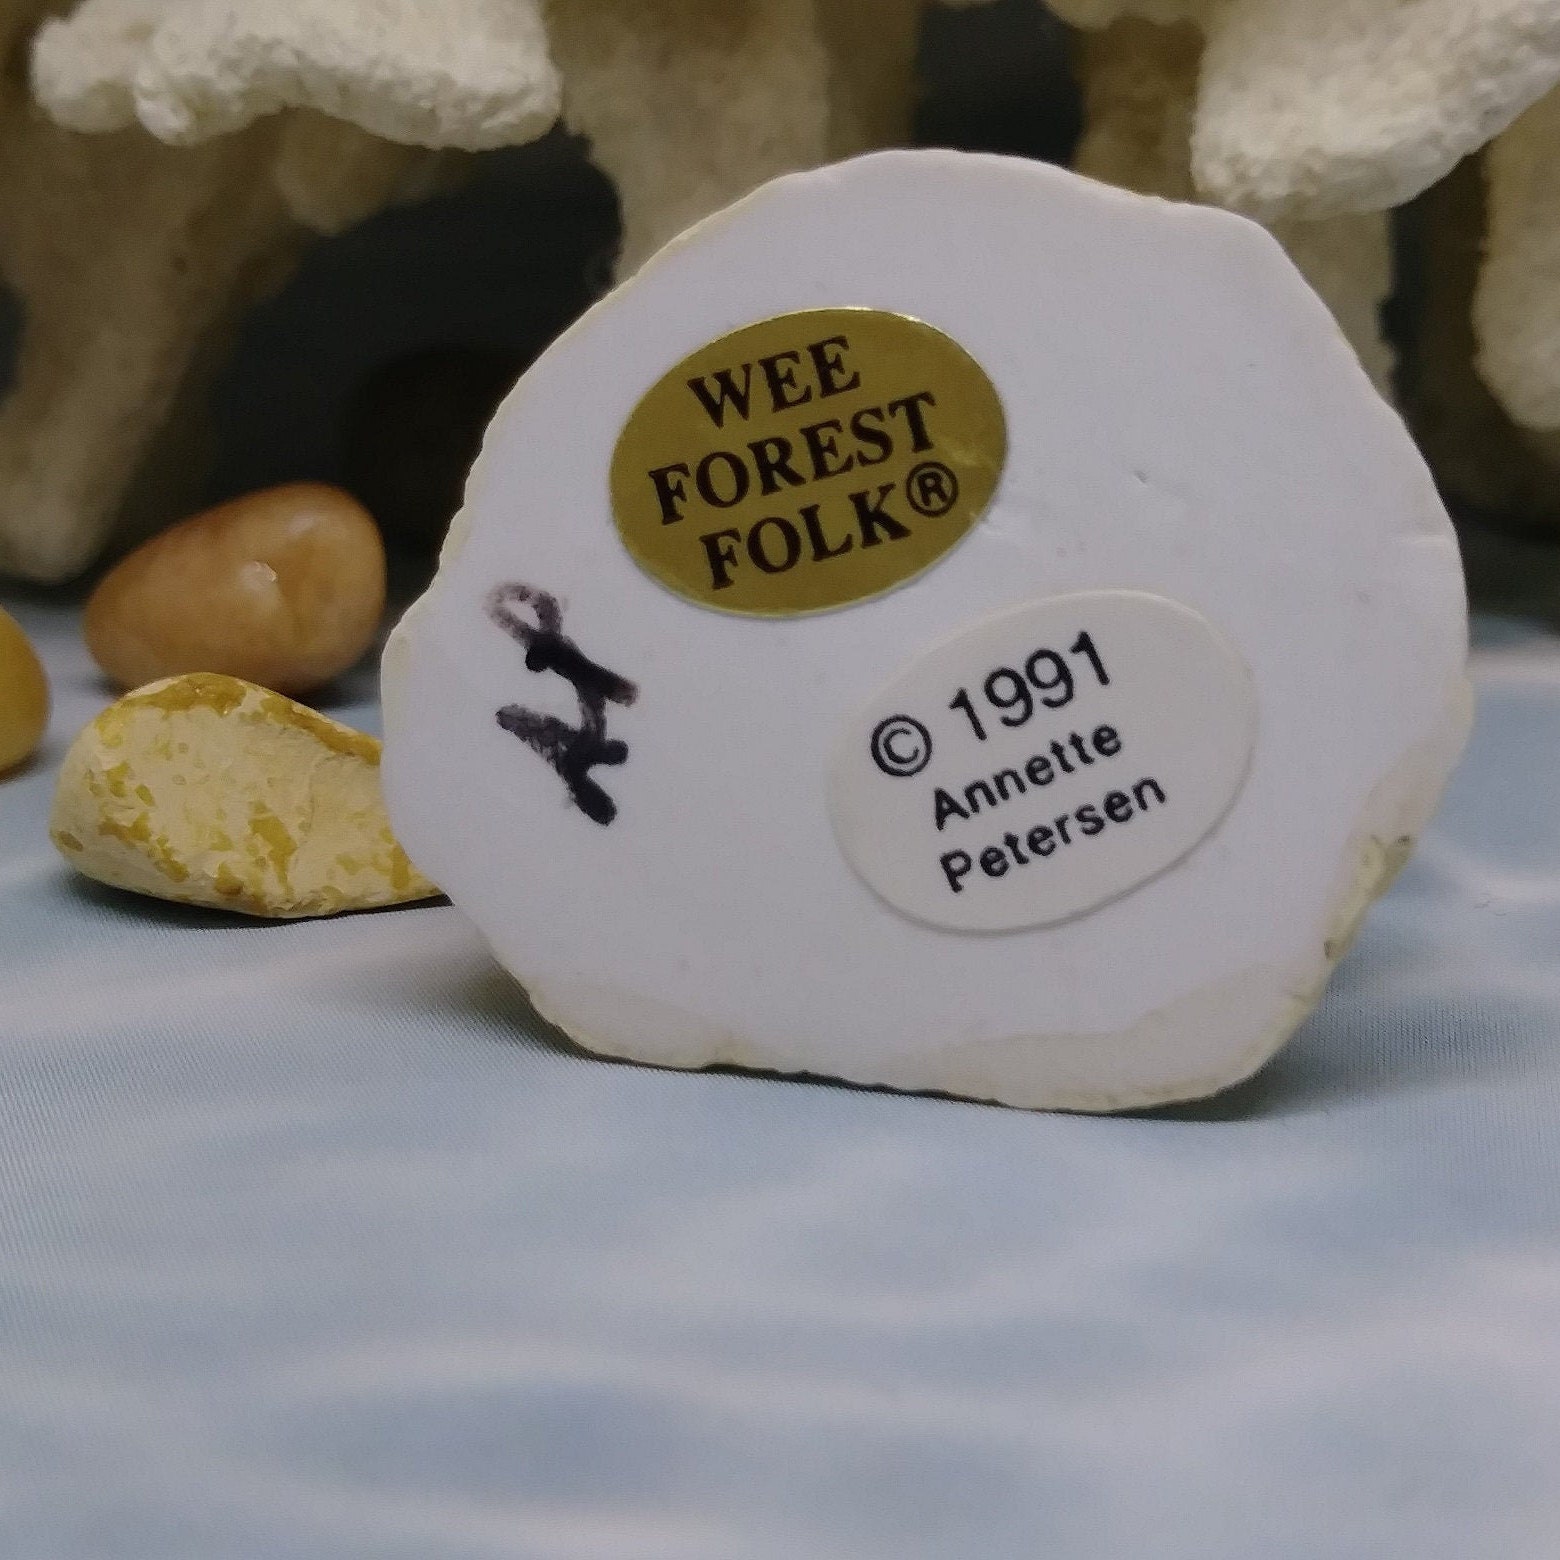 WEE
FOREST
FOLK®
© 1991
Annette
Petersen